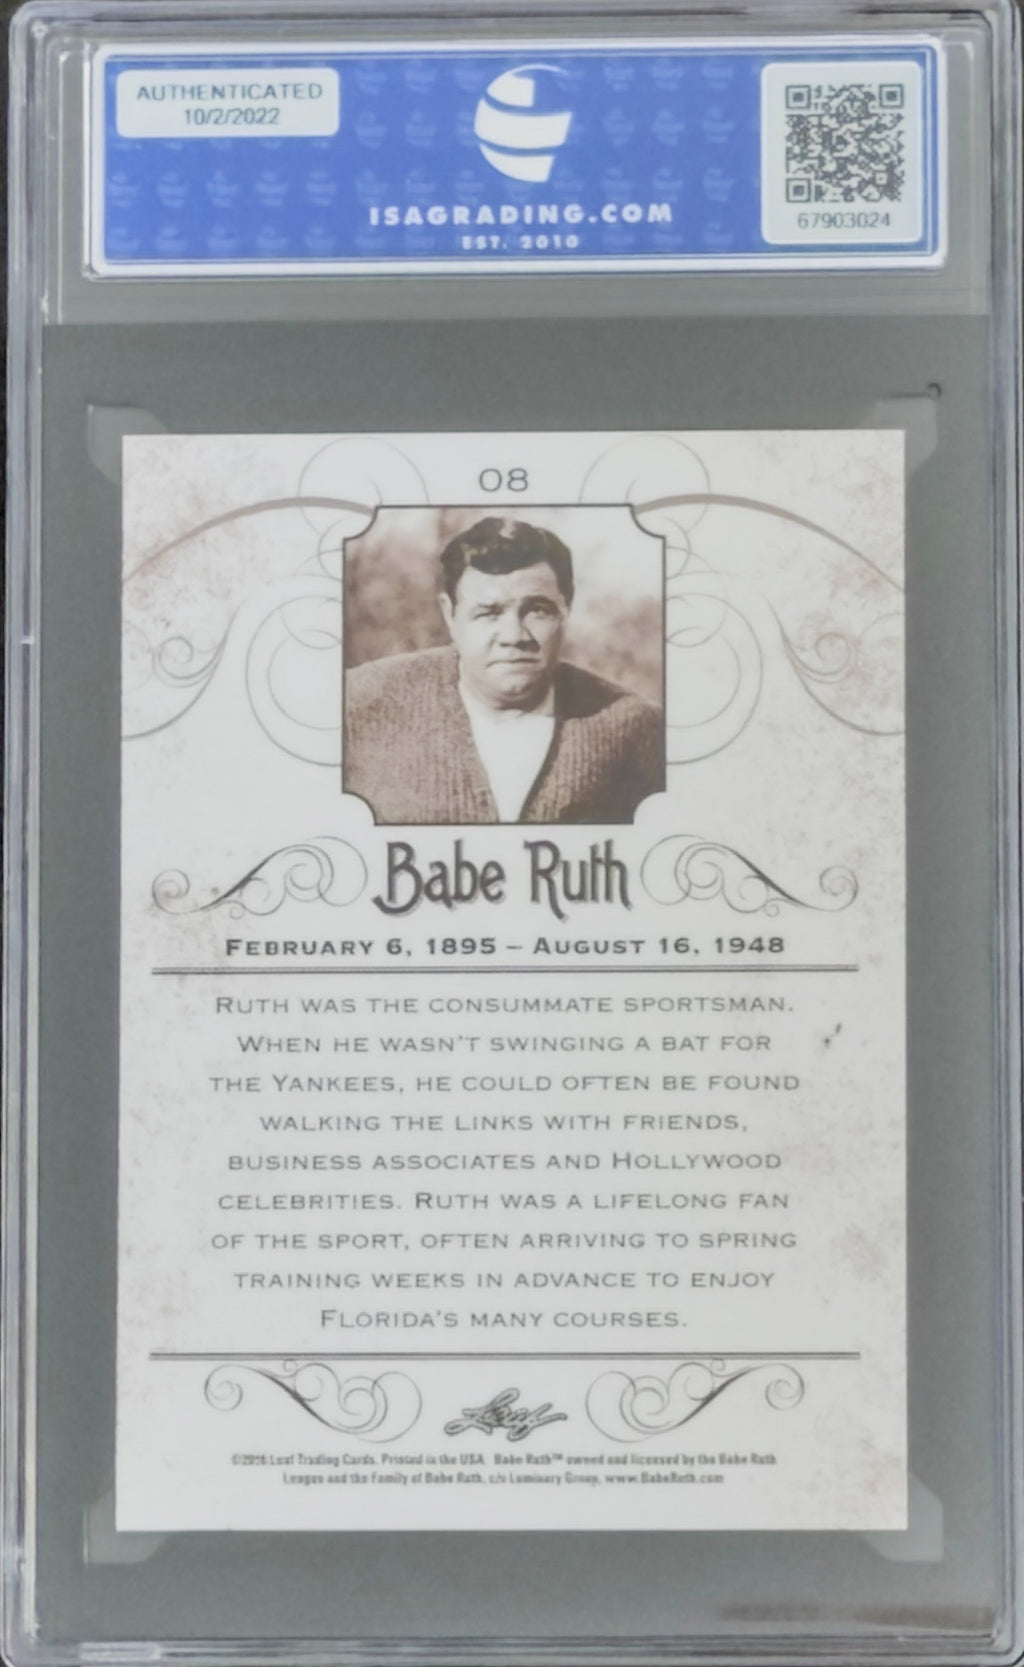 AUTHENTICATED
10/2/2022
ISAGRADING.COM
EST. 2010
67903024
08
Babe Ruth
FEBRUARY 6, 1895 – AUGUST 16, 1948
RUTH WAS THE CONSUMMATE SPORTSMAN.
WHEN HE WASN'T SWINGING A BAT FOR
THE YANKEES, HE COULD OFTEN BE FOUND
WALKING THE LINKS WITH FRIENDS,
BUSINESS ASSOCIATES AND HOLLYWOOD
CELEBRITIES. RUTH WAS A LIFELONG FAN
OF THE SPORT, OFTEN ARRIVING TO SPRING
TRAINING WEEKS IN ADVANCE TO ENJOY
FLORIDA'S MANY COURSES.
Leaf
©2016 Leaf Trading Cards. Printed in the USA. Babe Ruth™ owned and licensed by the Babe Ruth
League and the family of Babe Ruth, c/o Luminary Group, www.BabeRuth.com